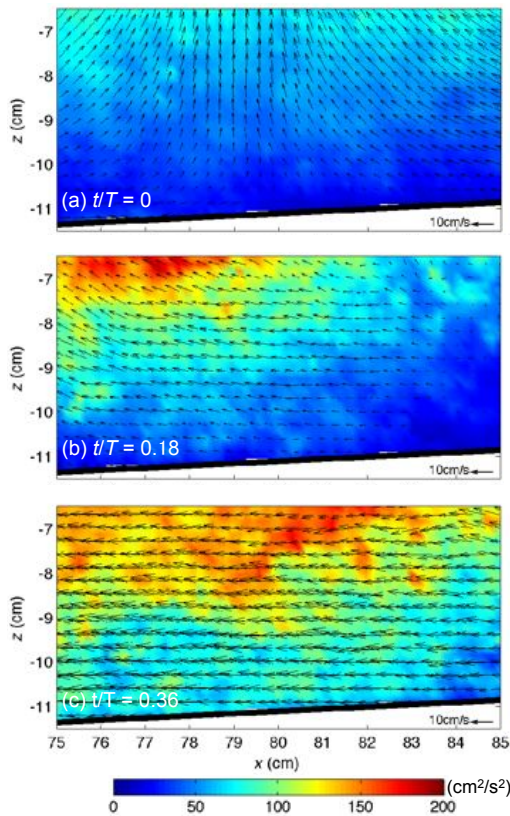 -7
-8
z (cm)
-9
-10
(a) t/T = 0
-11
10cm/s
-7
-8
z (cm)
-9
-10
(b) t/T = 0.18
-11
10cm/s
-7
-8
z (cm)
-9
-10
(c) t/T = 0.36
-11
10cm/s
75 76 77 78 79 80 81 82 83 84 85
x (cm)
(cm²/s²)
0 50 100 150 200